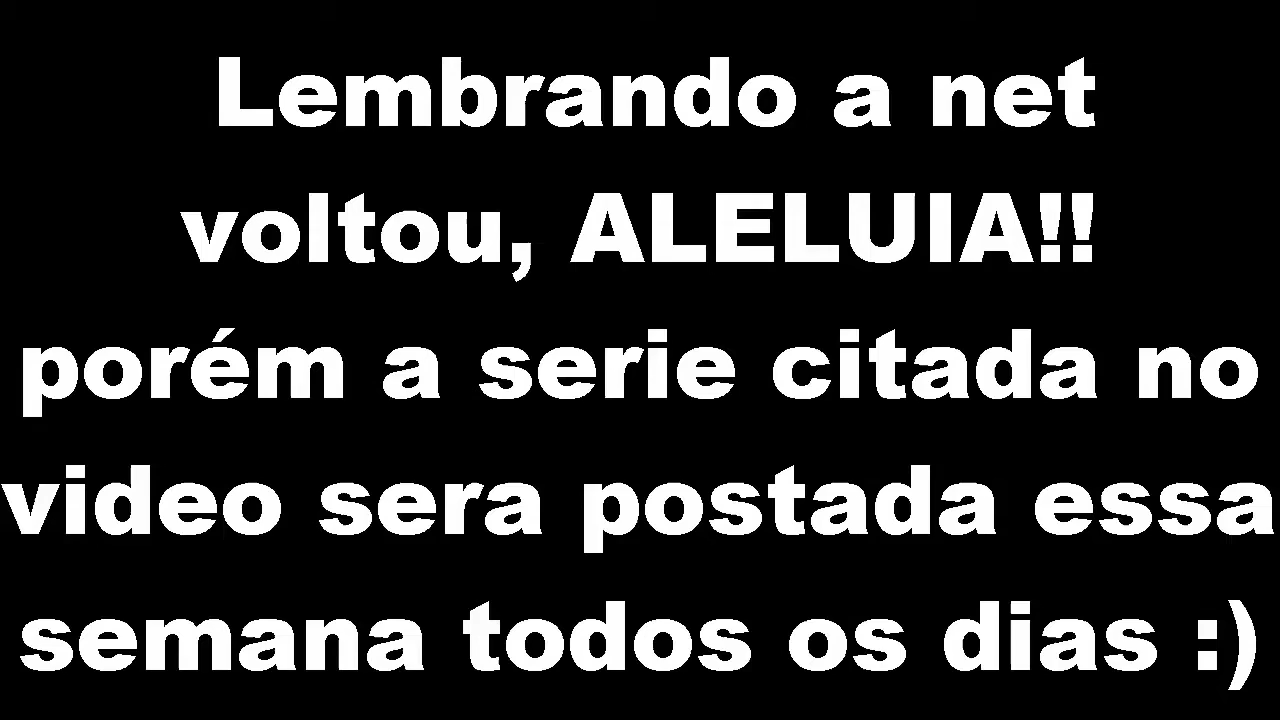 Lembrando a net
voltou, ALELUIA!!
porém a serie citada no
video sera postada essa
semana todos os dias :)